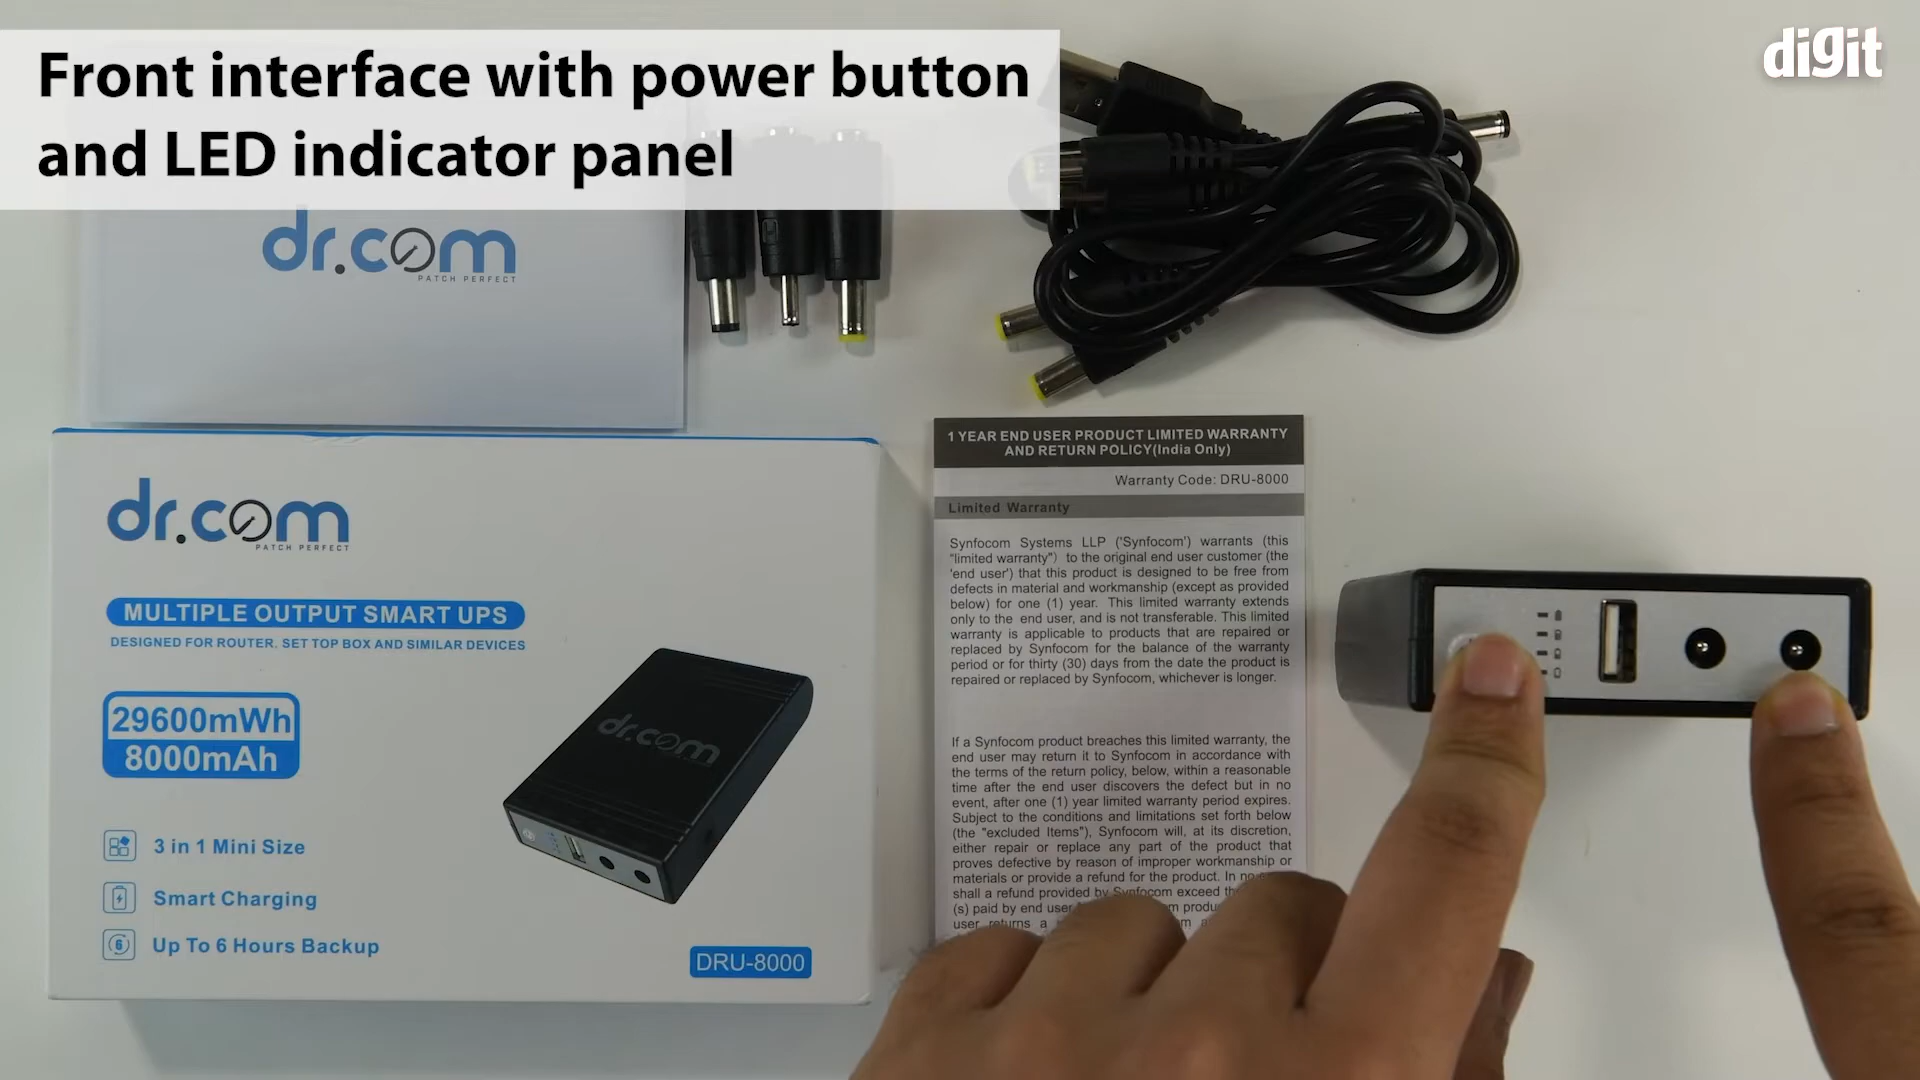 Front interface with power button
and LED indicator panel
digit
dr.com
PATCH PERFECT
dr.com
PATCH PERFECT
MULTIPLE OUTPUT SMART UPS
DESIGNED FOR ROUTER, SET TOP BOX AND SIMILAR DEVICES
29600mWh
8000mAh
dr.com
3 in 1 Mini Size
Smart Charging
6
Up To 6 Hours Backup
DRU-8000
1 YEAR END USER PRODUCT LIMITED WARRANTY
AND RETURN POLICY(India Only)
Warranty Code: DRU-8000
Limited Warranty
Synfocom Systems LLP ('Synfocom') warrants (this
"limited warranty") to the original end user customer (the
'end user') that this product is designed to be free from
defects in material and workmanship (except as provided
below) for one (1) year. This limited warranty extends
only to the end user, and is not transferable. This limited
warranty is applicable to products that are repaired or
replaced by Synfocom for the balance of the warranty
period or for thirty (30) days from the date the product is
repaired or replaced by Synfocom, whichever is longer.
If a Synfocom product breaches this limited warranty, the
end user may return it to Synfocom in accordance with
the terms of the return policy, below, within a reasonable
time after the end user discovers the defect but in no
event, after one (1) year limited warranty period expires.
Subject to the conditions and limitations set forth below
(the "excluded Items"), Synfocom will, at its discretion,
either repair or replace any part of the product that
proves defective by reason of improper workmanship or
materials or provide a refund for the product. In no
shall a refund provided by Synfocom exceed
(s) paid by end user
user returns a